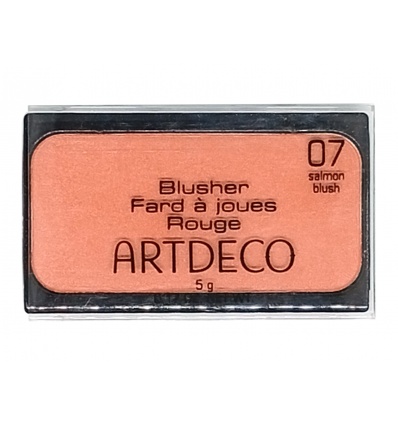 07
salmon
blush
Blusher
Fard à joues
Rouge
ARTDECO
5 g